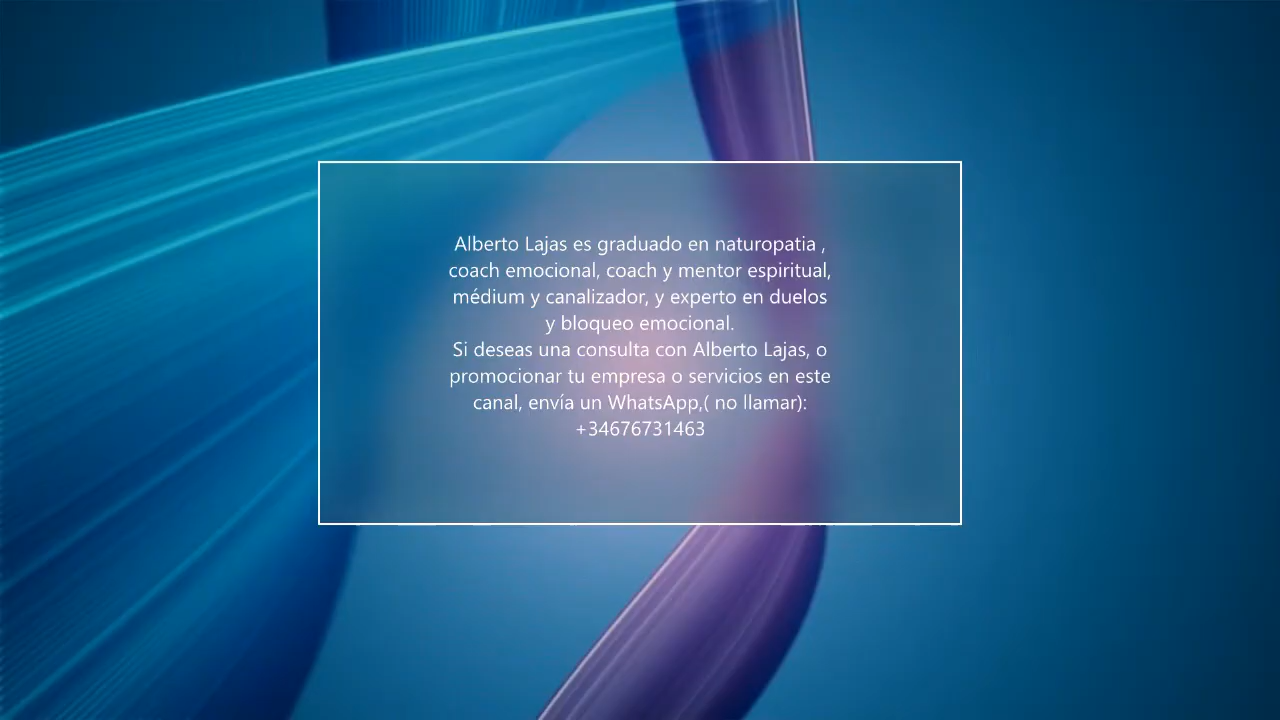 Alberto Lajas es graduado en naturopatia ,
coach emocional, coach y mentor espiritual,
médium y canalizador, y experto en duelos
y bloqueo emocional.
Si deseas una consulta con Alberto Lajas, o
promocionar tu empresa o servicios en este
canal, envía un WhatsApp,( no llamar):
+34676731463